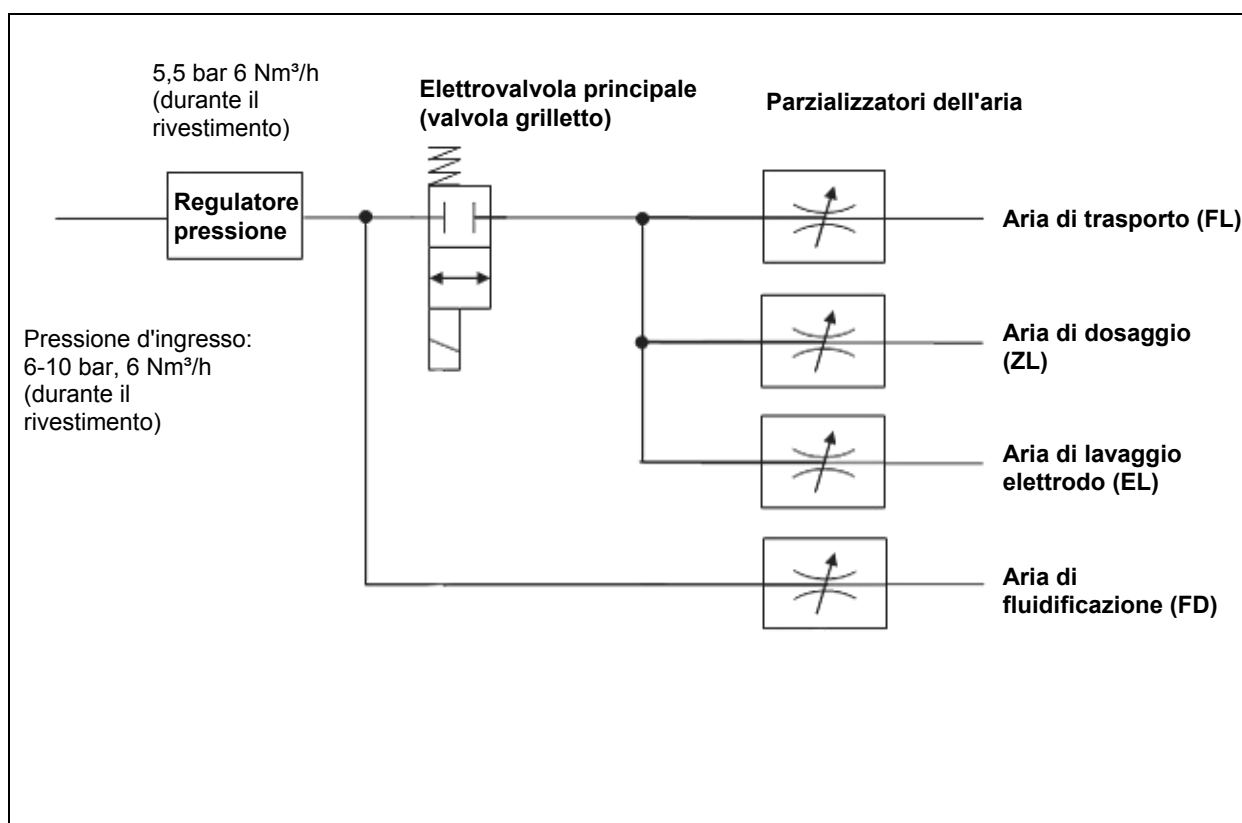 5,5 bar 6 Nm³/h
(durante il
rivestimento)
Elettrovalvola principale
(valvola grilletto)
Parzializzatori dell'aria
Regulatore
pressione
Aria di trasporto (FL)
Pressione d'ingresso:
6-10 bar, 6 Nm³/h
(durante il
rivestimento)
Aria di dosaggio
(ZL)
Aria di lavaggio
elettrodo (EL)
Aria di
fluidificazione (FD)